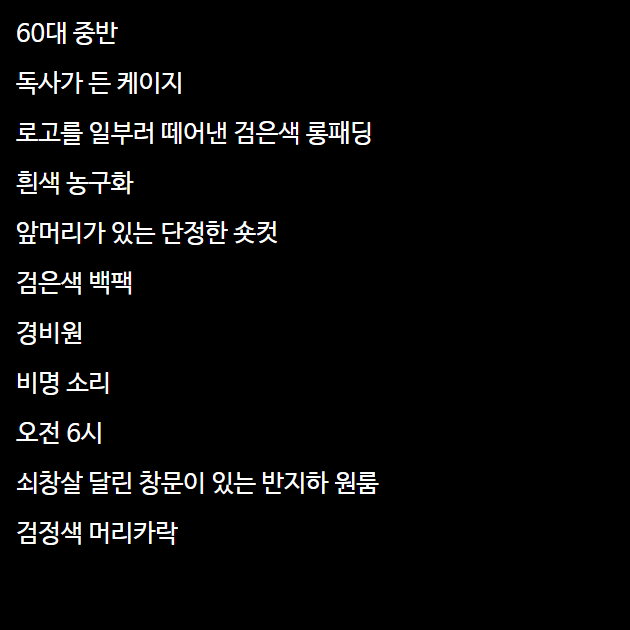 60대 중반
독사가 든 케이지
로고를 일부러 떼어낸 검은색 롱패딩
흰색 농구화
앞머리가 있는 단정한 숏컷
검은색 백팩
경비원
비명 소리
오전 6시
쇠창살 달린 창문이 있는 반지하 원룸
검정색 머리카락